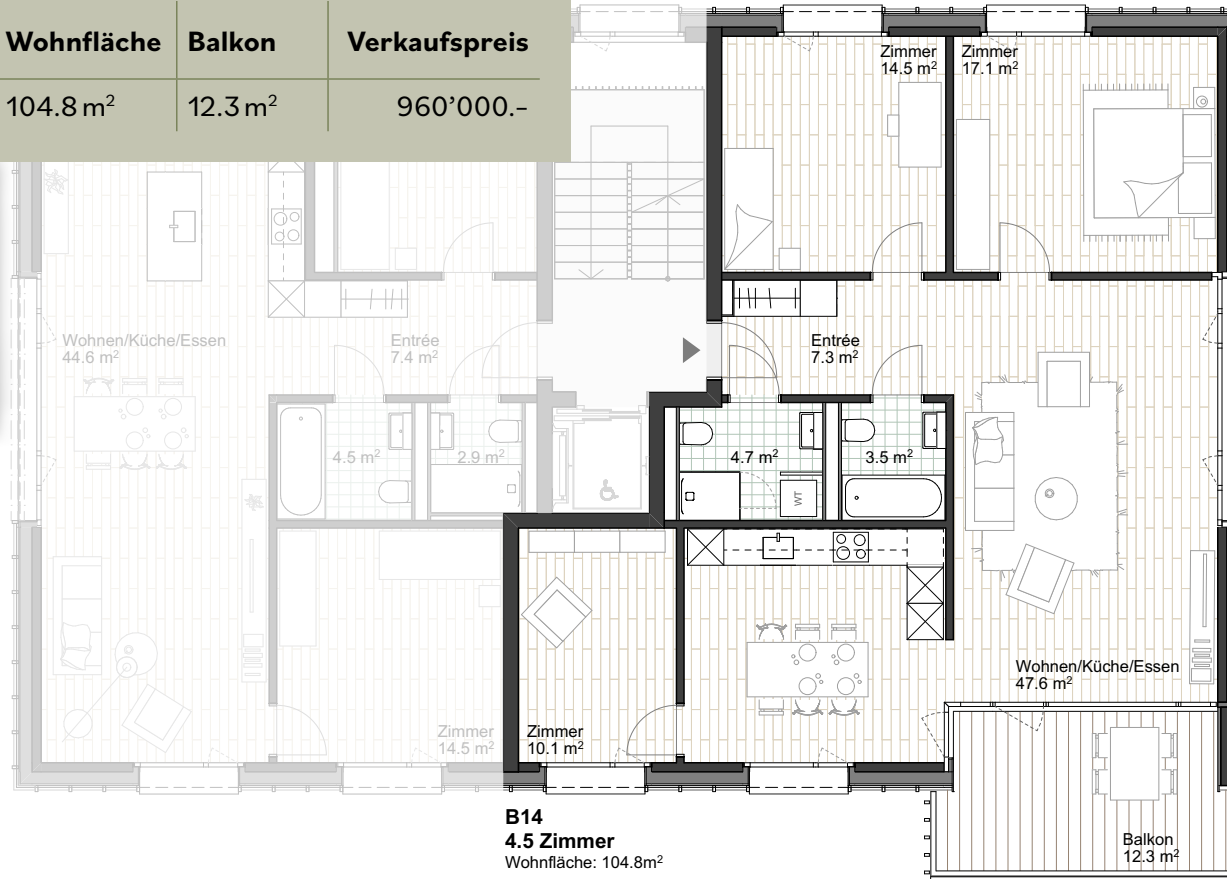 Wohnfläche Balkon Verkaufspreis
104.8 m² 12.3 m² 960’000.–
Zimmer
14.5 m²
Zimmer
17.1 m²
Wohnen/Küche/Essen
44.6 m²
Entrée
7.4 m²
Entrée
7.3 m²
4.5 m²
2.9 m²
4.7 m²
3.5 m²
WT
Wohnen/Küche/Essen
47.6 m²
Zimmer
14.5 m²
Zimmer
10.1 m²
B14
4.5 Zimmer
Wohnfläche: 104.8m²
Balkon
12.3 m²